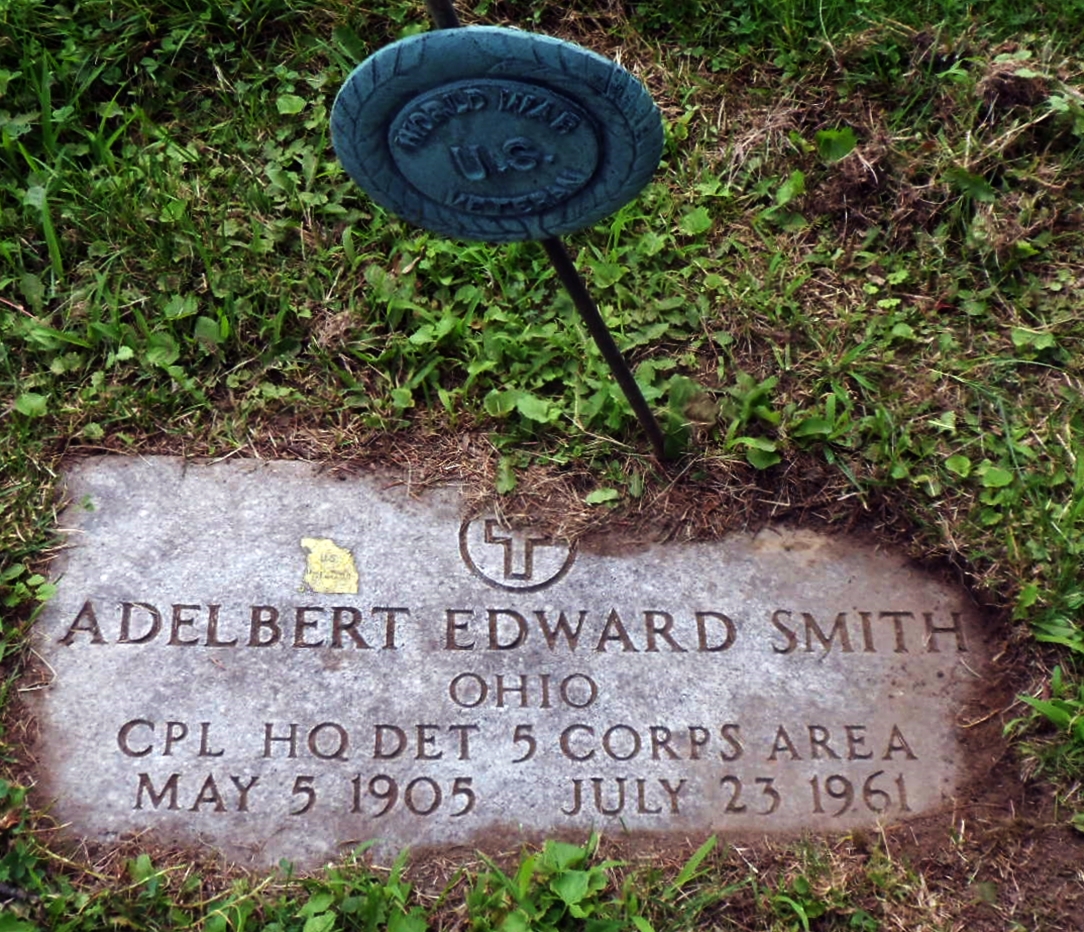 WORLD WAR
U.S.
VETERAN
ADELBERT EDWARD SMITH
OHIO
CPL HQ DET 5 CORPS AREA
MAY 5 1905 JULY 23 1961